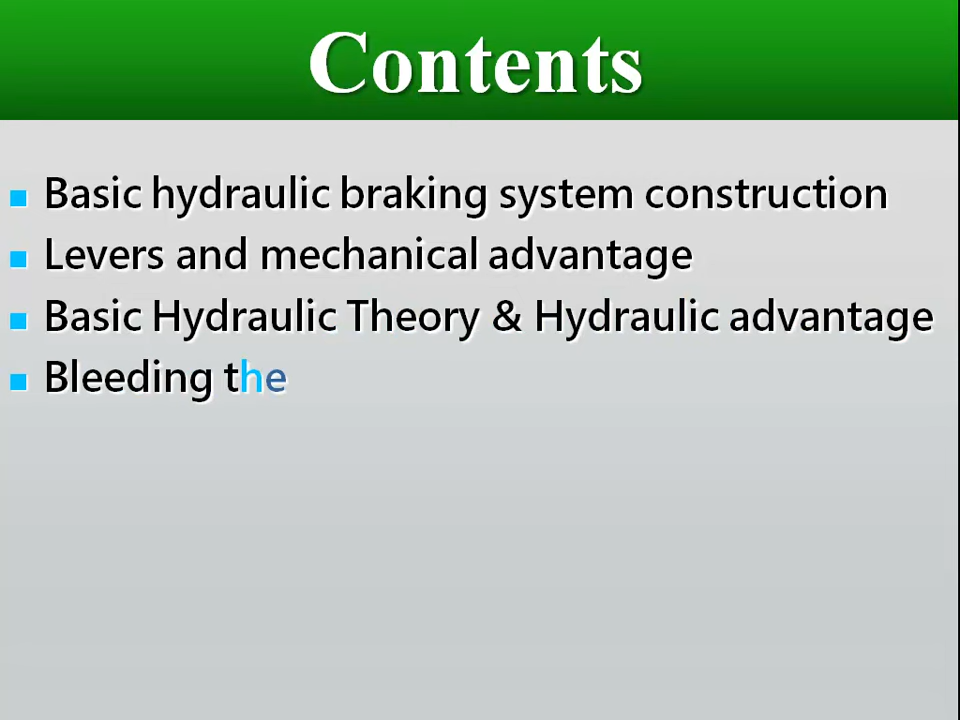 Contents
Basic hydraulic braking system construction
Levers and mechanical advantage
Basic Hydraulic Theory & Hydraulic advantage
Bleeding the